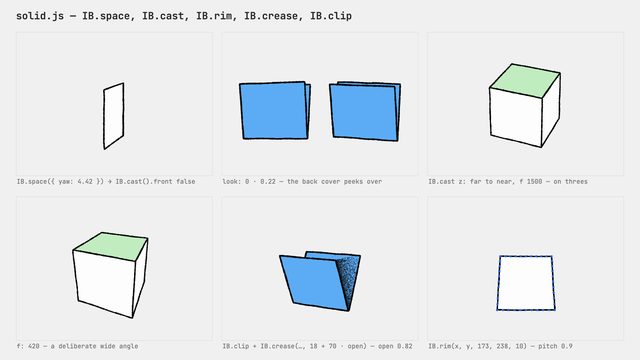 solid.js — IB.space, IB.cast, IB.rim, IB.crease, IB.clip
IB.space({ yaw: 4.42 }) → IB.cast().front false
look: 0 · 0.22 — the back cover peeks over
IB.cast z: far to near, f 1500 — on threes
f: 420 — a deliberate wide angle
IB.clip + IB.crease(…, 18 + 70 · open) — open 0.82
IB.rim(x, y, 173, 238, 10) — pitch 0.9